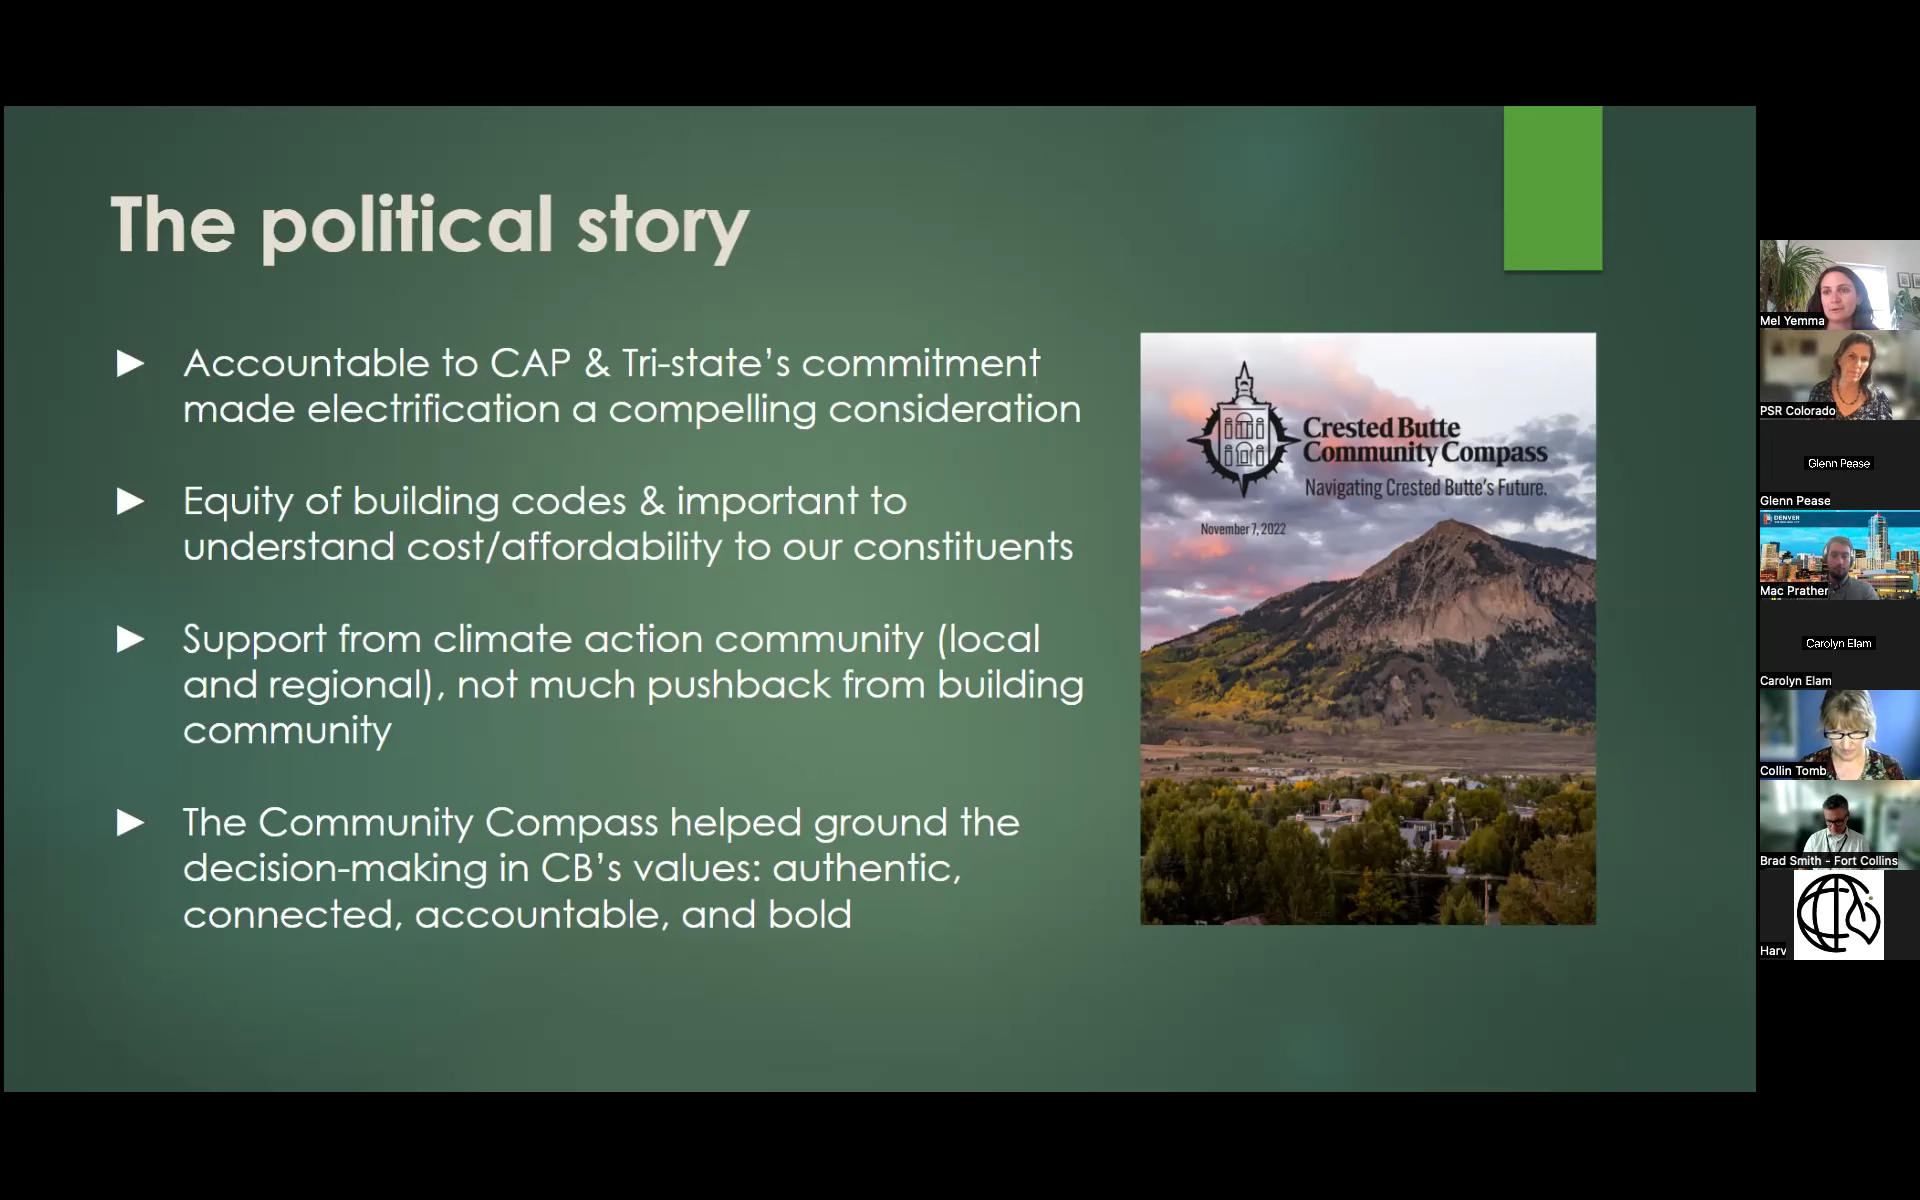 The political story
► Accountable to CAP & Tri-state’s commitment
made electrification a compelling consideration
► Equity of building codes & important to
understand cost/affordability to our constituents
► Support from climate action community (local
and regional), not much pushback from building
community
► The Community Compass helped ground the
decision-making in CB’s values: authentic,
connected, accountable, and bold
Crested Butte
Community Compass
Navigating Crested Butte's Future.
November 7, 2022
Mel Yemma
PSR Colorado
Glenn Pease
Glenn Pease
DENVER
Mac Prather
Carolyn Elam
Carolyn Elam
Collin Tomb
Brad Smith - Fort Collins
Harv